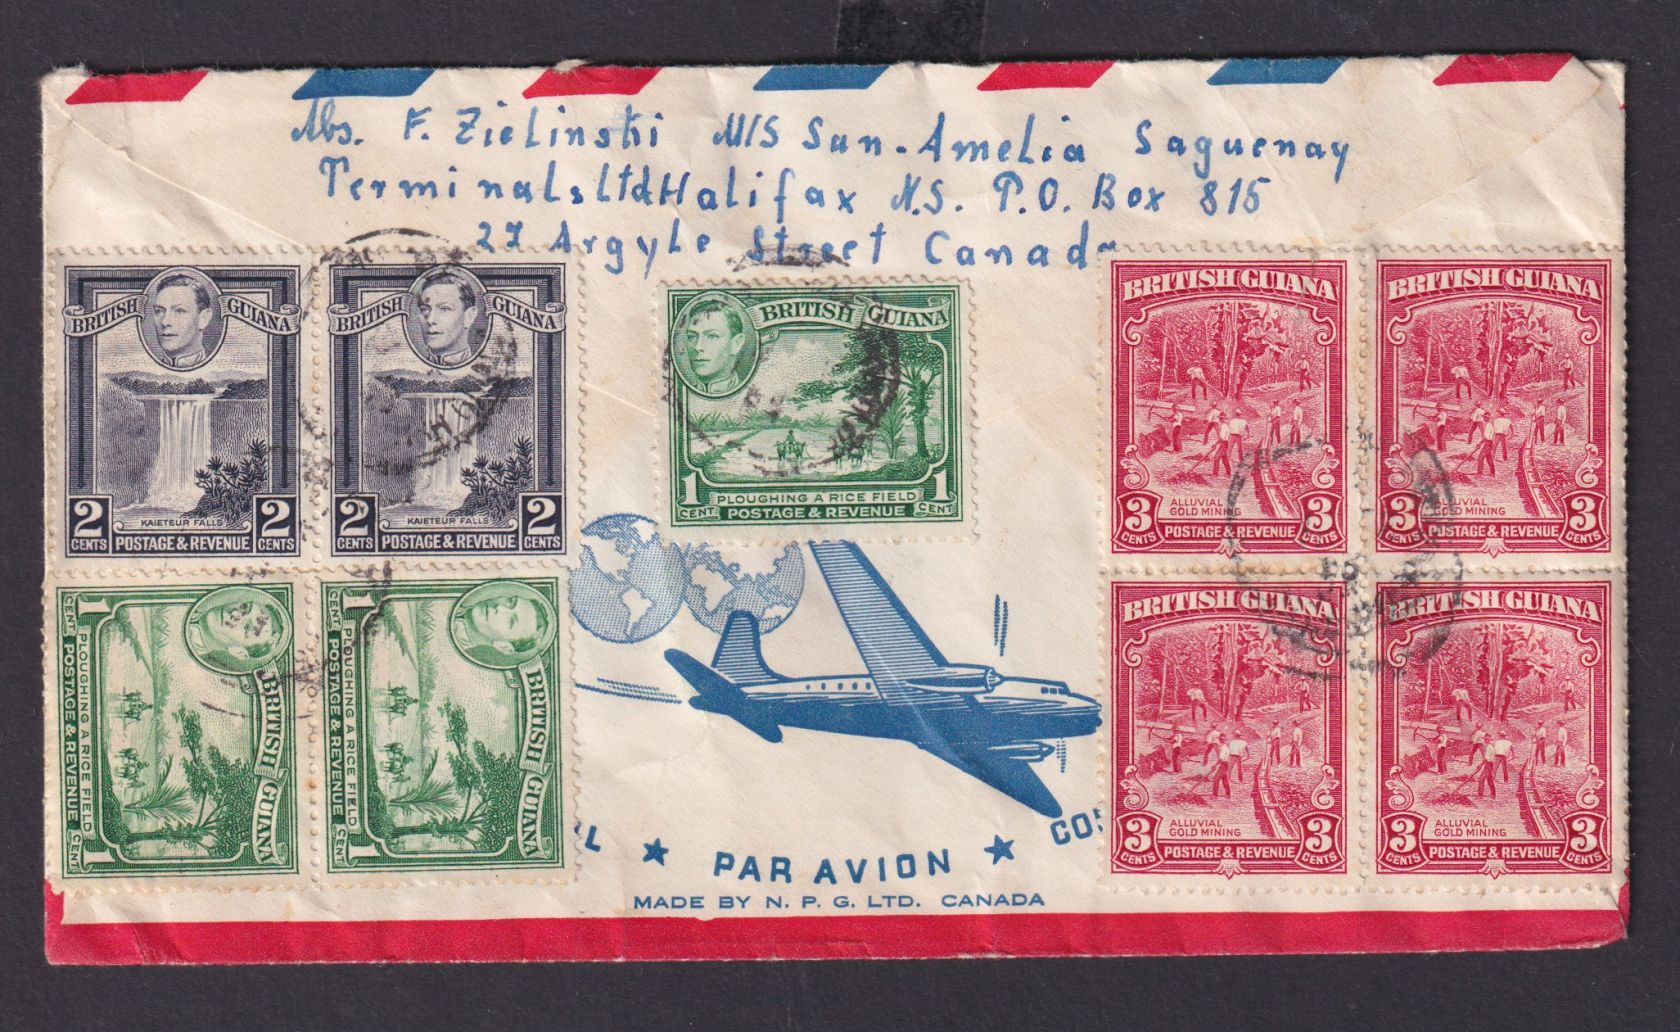 Abs. F. Zielinski M/S Sun-Amelia Saguenay
Terminals Ltd Halifax N.S. P.O. Box 815
27 Argyle Street Canada
BRITISH GUIANA
KAIETEUR FALLS
2 CENTS POSTAGE & REVENUE 2 CENTS
BRITISH GUIANA
KAIETEUR FALLS
2 CENTS POSTAGE & REVENUE 2 CENTS
BRITISH GUIANA
1 CENT PLOUGHING A RICE FIELD 1 CENT
POSTAGE & REVENUE
BRITISH GUIANA
ALLUVIAL
GOLD MINING
3 CENTS POSTAGE & REVENUE 3 CENTS
BRITISH GUIANA
ALLUVIAL
GOLD MINING
3 CENTS POSTAGE & REVENUE 3 CENTS
BRITISH GUIANA
1 CENT PLOUGHING A RICE FIELD 1 CENT
POSTAGE & REVENUE
BRITISH GUIANA
1 CENT PLOUGHING A RICE FIELD 1 CENT
POSTAGE & REVENUE
BRITISH GUIANA
ALLUVIAL
GOLD MINING
3 CENTS POSTAGE & REVENUE 3 CENTS
BRITISH GUIANA
ALLUVIAL
GOLD MINING
3 CENTS POSTAGE & REVENUE 3 CENTS
PAR AVION
MADE BY N. P. G. LTD. CANADA